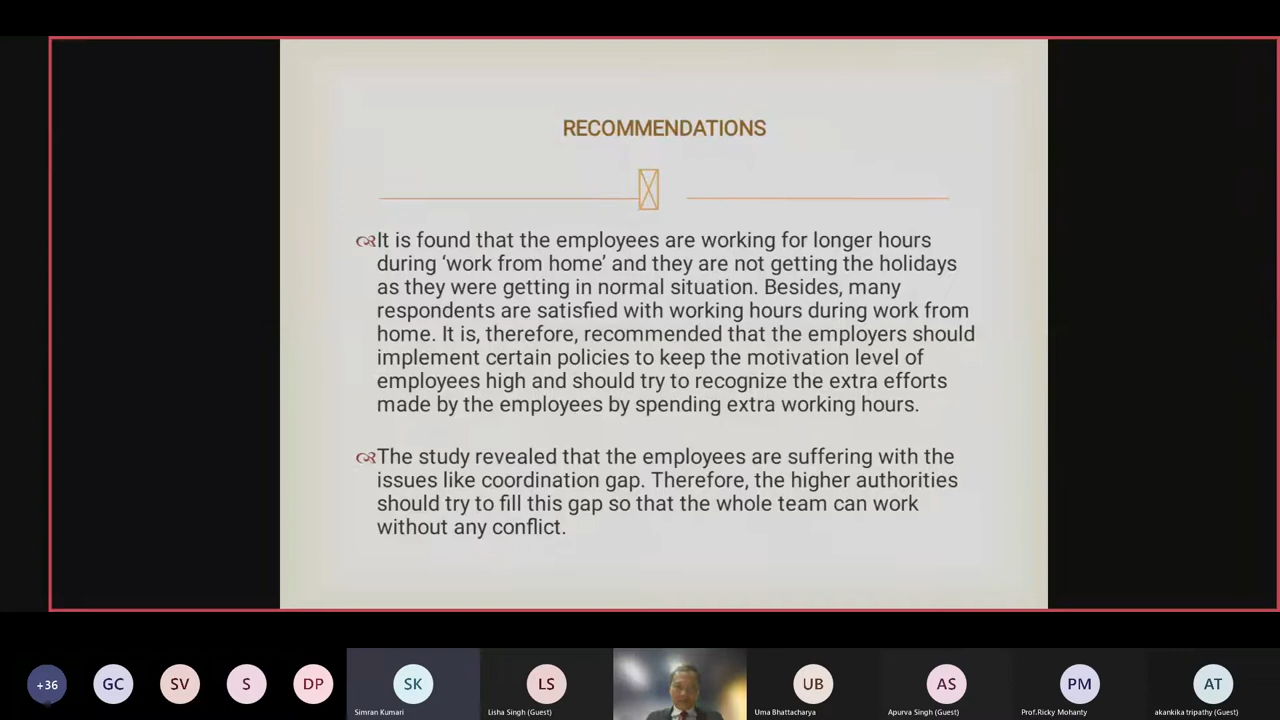 RECOMMENDATIONS
It is found that the employees are working for longer hours
during ‘work from home’ and they are not getting the holidays
as they were getting in normal situation. Besides, many
respondents are satisfied with working hours during work from
home. It is, therefore, recommended that the employers should
implement certain policies to keep the motivation level of
employees high and should try to recognize the extra efforts
made by the employees by spending extra working hours.
The study revealed that the employees are suffering with the
issues like coordination gap. Therefore, the higher authorities
should try to fill this gap so that the whole team can work
without any conflict.
+36 GC SV S DP SK LS UB AS PM AT
Simran Kumari Lisha Singh (Guest) Uma Bhattacharya Apurva Singh (Guest) Prof.Ricky Mohanty akankika tripathy (Guest)